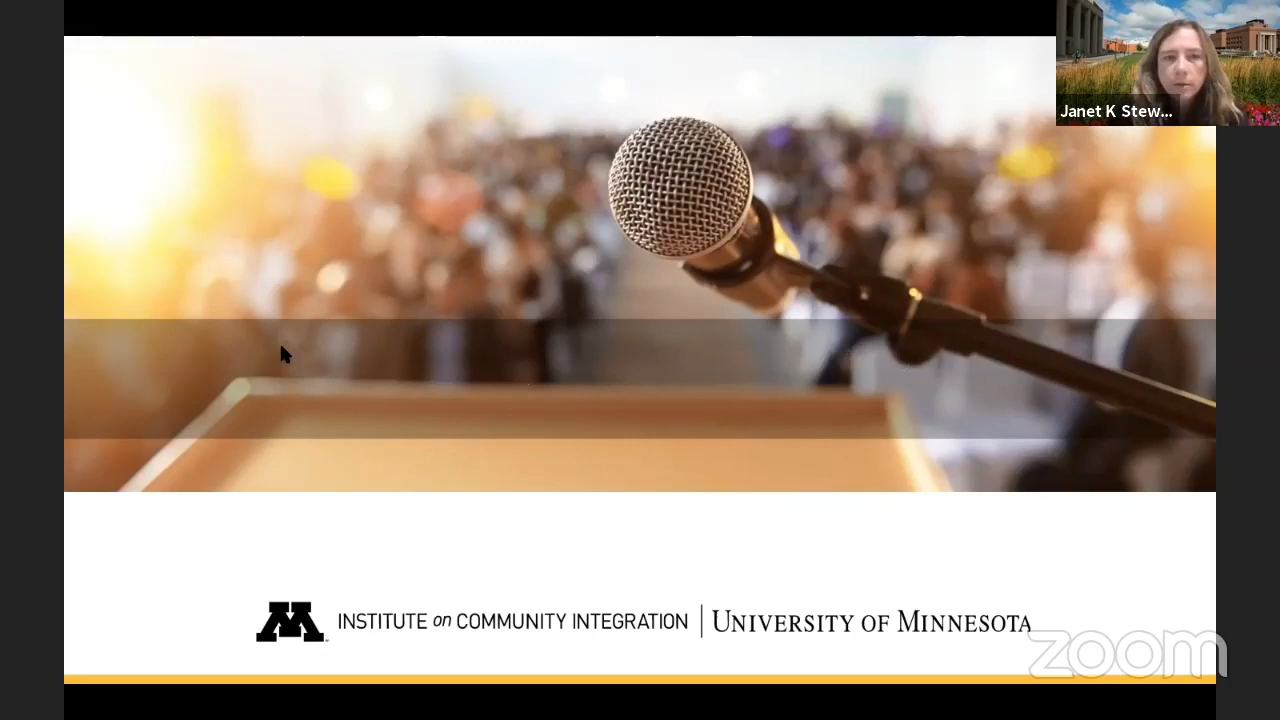 Janet K Stew...
INSTITUTE on COMMUNITY INTEGRATION | UNIVERSITY OF MINNESOTA
zoom